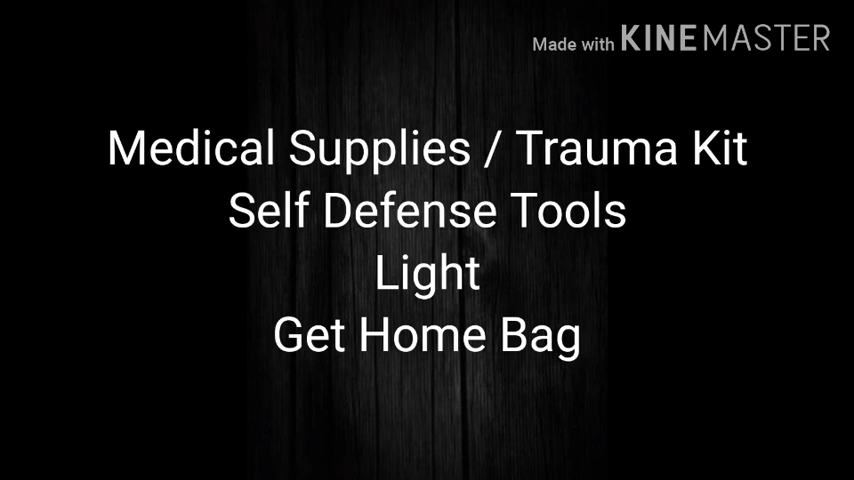 Made with KINEMASTER
Medical Supplies / Trauma Kit
Self Defense Tools
Light
Get Home Bag